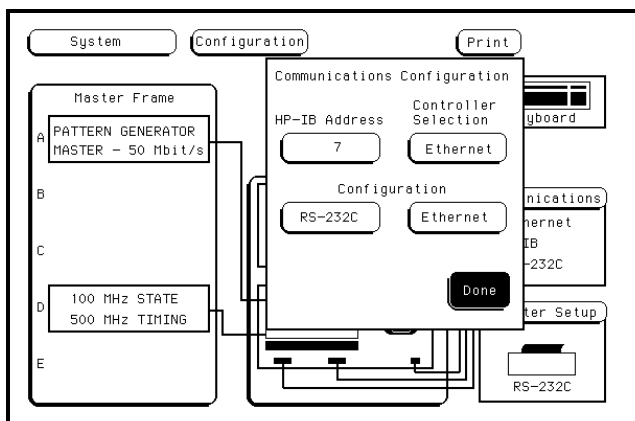 System
Configuration
Print
Master Frame
A
PATTERN GENERATOR
MASTER - 50 Mbit/s
B
C
D
100 MHz STATE
500 MHz TIMING
E
Communications Configuration
HP-IB Address
7
Controller
Selection
Ethernet
Configuration
RS-232C
Ethernet
Done
yboard
nications
hernet
IB
-232C
ter Setup
RS-232C